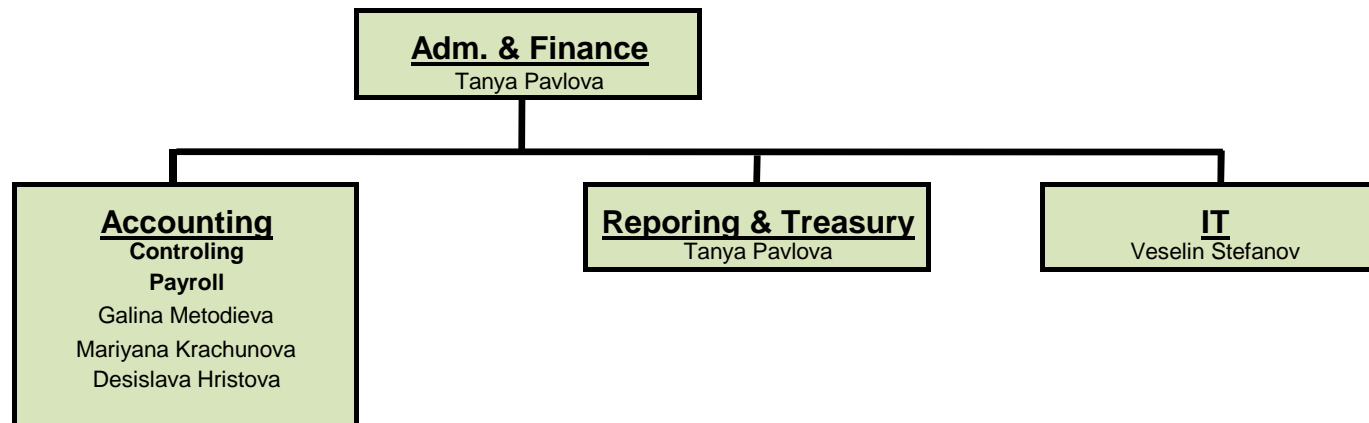 Adm. & Finance
Tanya Pavlova
Accounting
Controling
Payroll
Galina Metodieva
Mariyana Krachunova
Desislava Hristova
Reporing & Treasury
Tanya Pavlova
IT
Veselin Stefanov